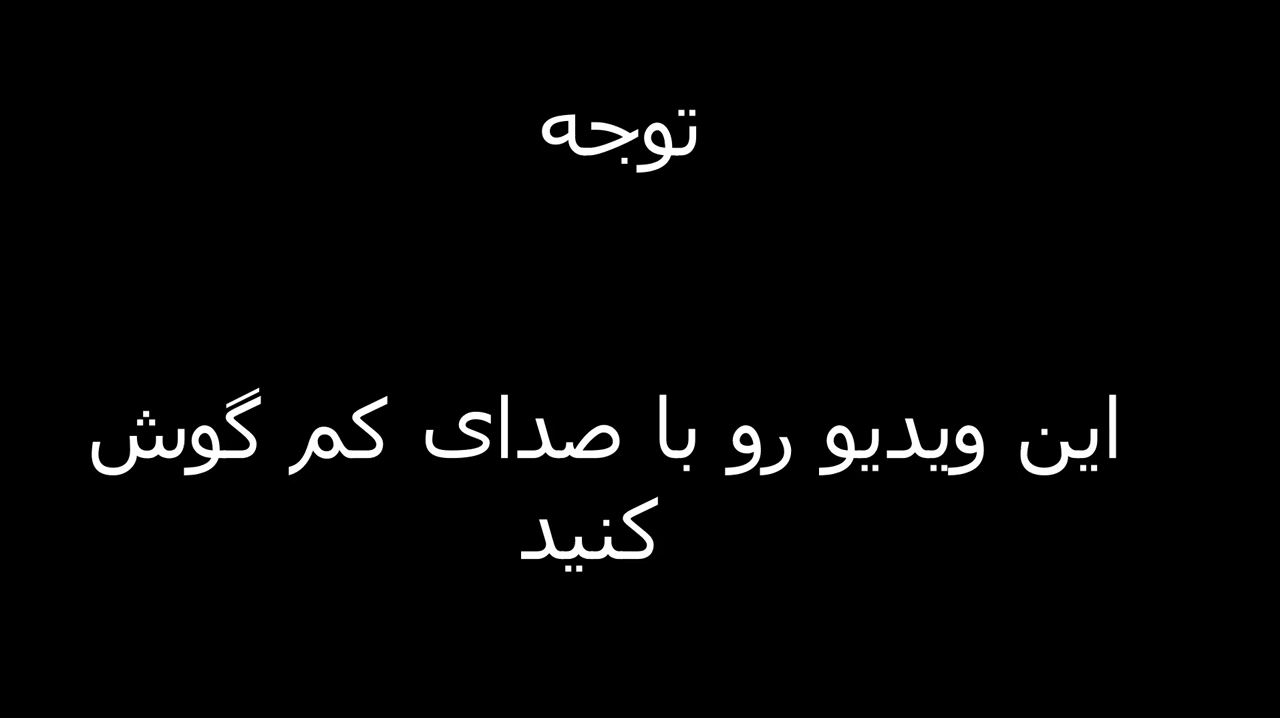 توجه
این ویدیو رو با صدای کم گوش
کنید